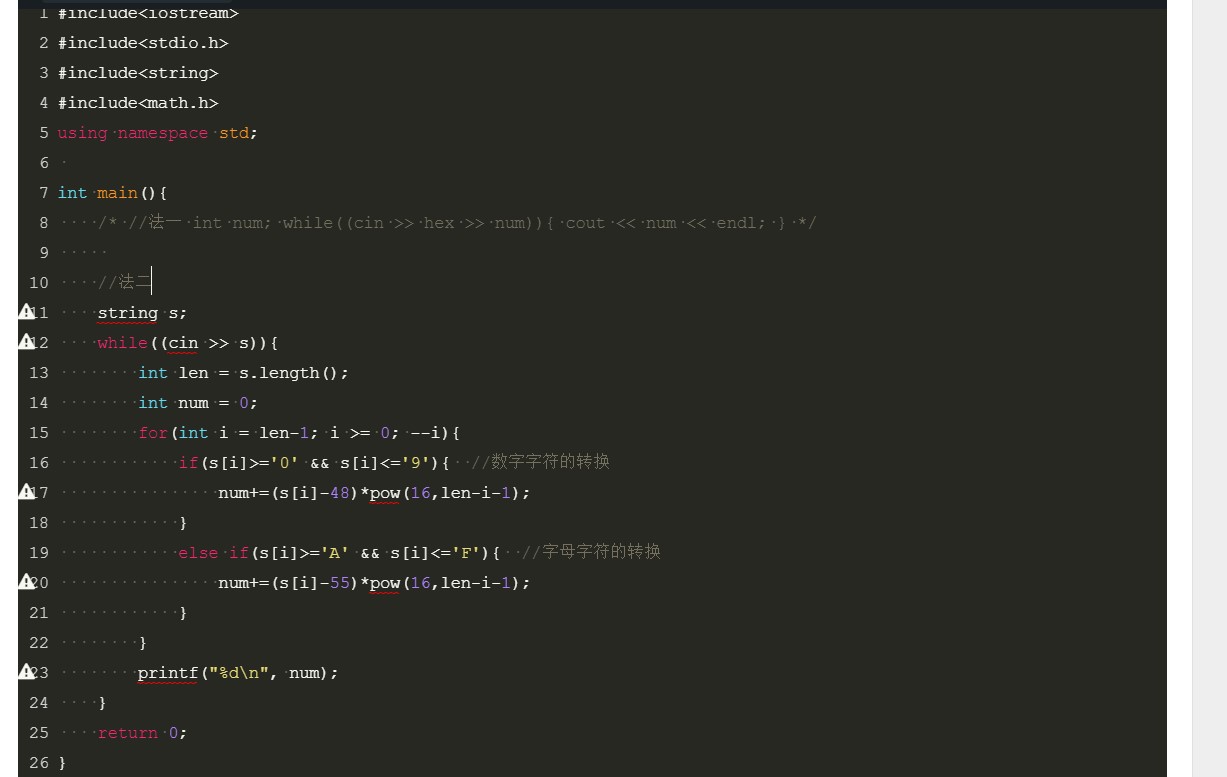 1 #include<iostream>
2 #include<stdio.h>
3 #include<string>
4 #include<math.h>
5 using namespace std;
6
7 int main(){
8     /* //法一 int num; while((cin >> hex >> num)){ cout << num << endl; } */
9
10     //法二
11     string s;
12     while((cin >> s)){
13         int len = s.length();
14         int num = 0;
15         for(int i = len-1; i >= 0; --i){
16             if(s[i]>='0' && s[i]<='9'){  //数字字符的转换
17                 num+=(s[i]-48)*pow(16,len-i-1);
18             }
19             else if(s[i]>='A' && s[i]<='F'){  //字母字符的转换
20                 num+=(s[i]-55)*pow(16,len-i-1);
21             }
22         }
23         printf("%d\n", num);
24     }
25     return 0;
26 }